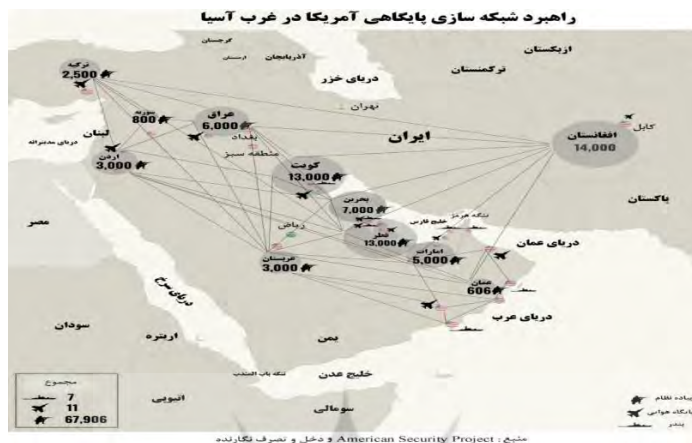 راهبرد شبکه سازی پایگاهی آمریکا در غرب آسیا
گرجستان
ازبکستان
ترکیه
2,500
ارمنستان
آذربایجان
دریای خزر
ترکمنستان
تهران
سوریه
800
عراق
6,000
لبنان
دریای مدیترانه
بغداد
منطقه سبز
ایران
کابل
افغانستان
14,000
اردن
3,000
کویت
13,000
پاکستان
بحرین
7,000
مصر
ریاض
خلیج فارس
تنگه هرمز
قطر
13,000
امارات
5,000
دریای عمان
عربستان
3,000
عمان
606
دریای سرخ
دریای عرب
سودان
اریتره
یمن
خلیج عدن
تنگه باب المندب
اتیوپی
سومالی
مجموع
7
11
67,906
پیاده نظام
پایگاه هوایی
بندر
منبع: American Security Project و دخل و تصرف نگارنده